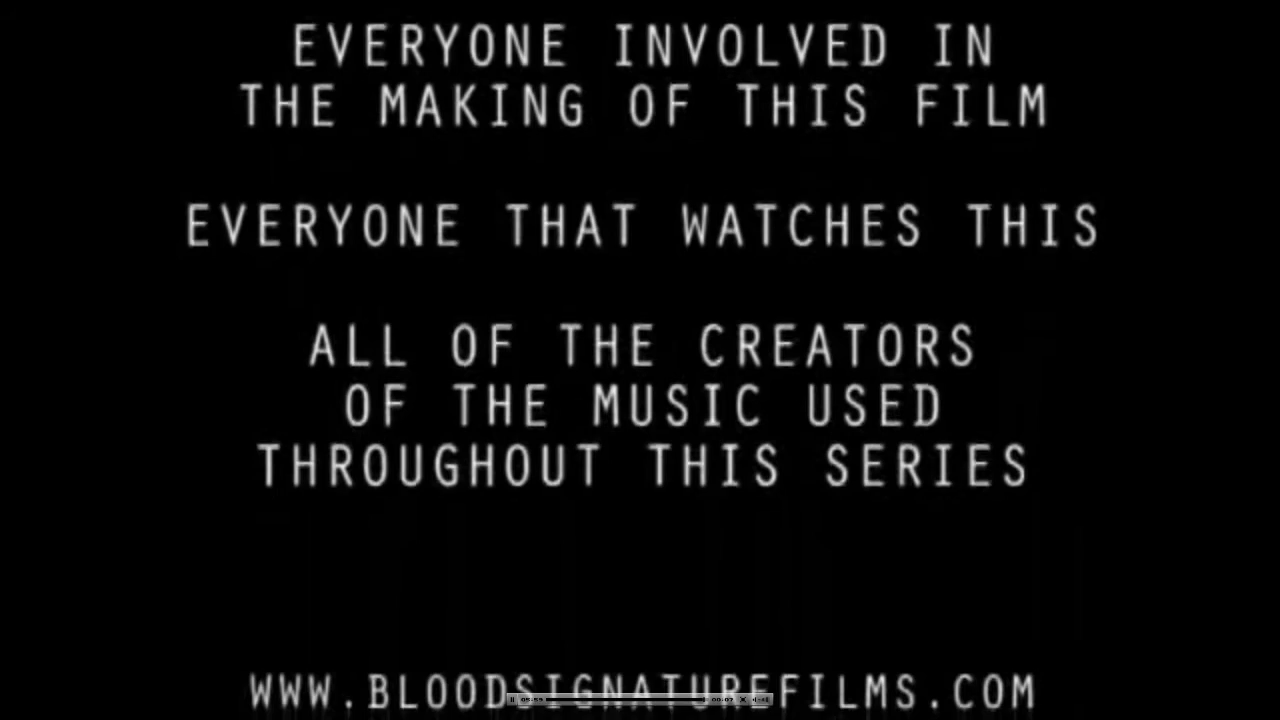 EVERYONE INVOLVED IN
THE MAKING OF THIS FILM
EVERYONE THAT WATCHES THIS
ALL OF THE CREATORS
OF THE MUSIC USED
THROUGHOUT THIS SERIES
WWW.BLOODSIGNATUREFILMS.COM